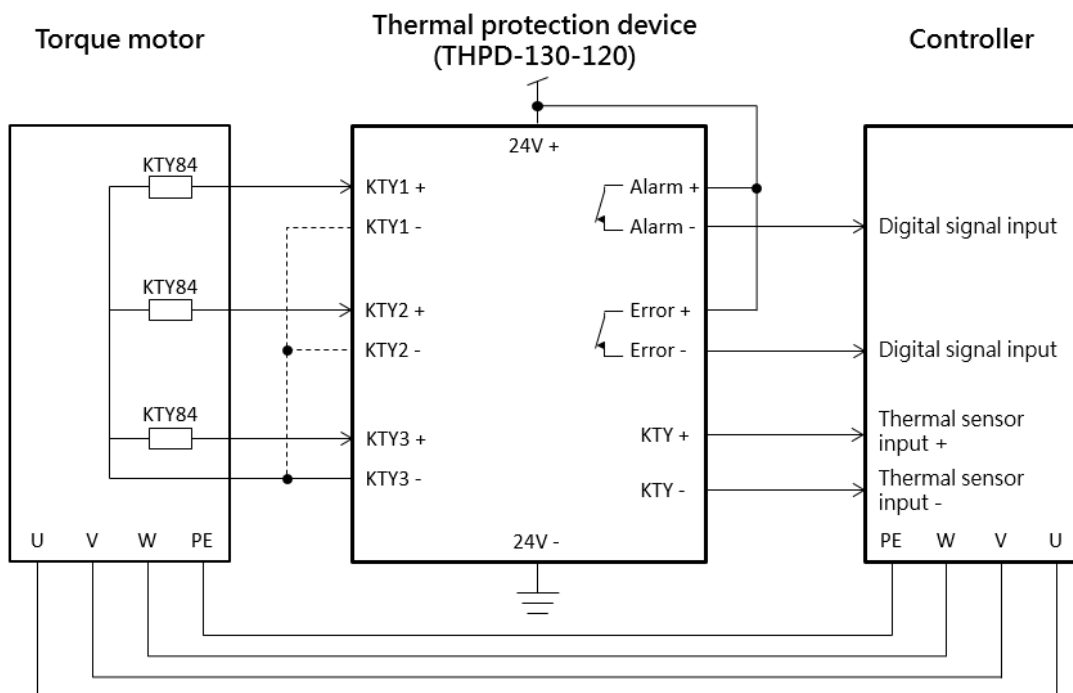 Torque motor
Thermal protection device
(THPD-130-120)
Controller
24V +
KTY84
KTY1 +
Alarm +
KTY1 -
Alarm -
Digital signal input
KTY84
KTY2 +
Error +
KTY2 -
Error -
Digital signal input
KTY84
KTY3 +
KTY +
Thermal sensor
input +
KTY3 -
KTY -
Thermal sensor
input -
U V W PE
24V -
PE W V U